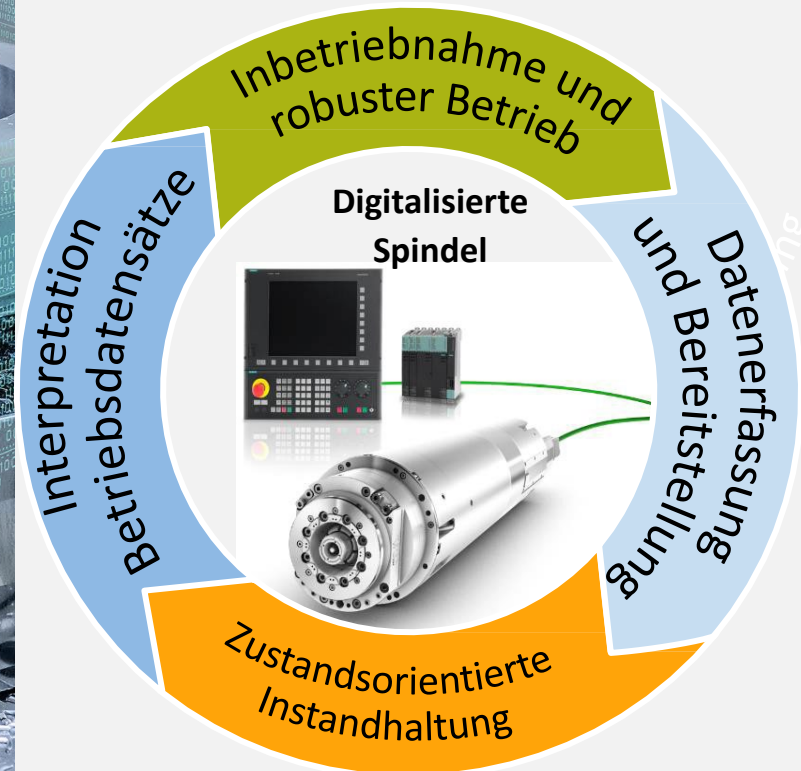 Digitalisierte
Spindel
Inbetriebnahme und
robuster Betrieb
Datenerfassung
und Bereitstellung
Zustandsorientierte
Instandhaltung
Interpretation
Betriebsdatensätze